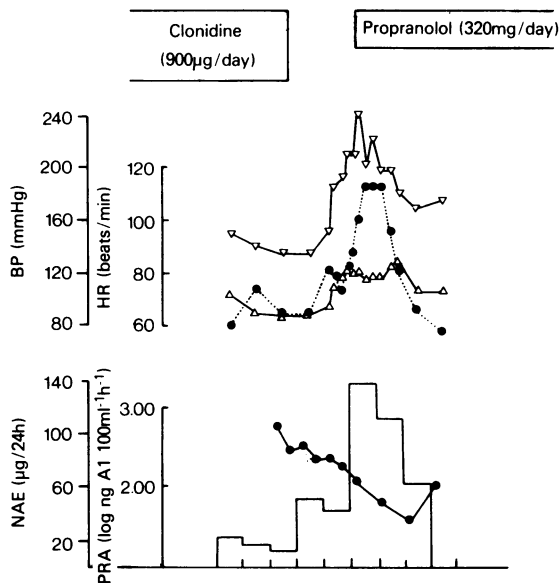 Clonidine
(900µg/day)
Propranolol (320mg/day)
BP (mmHg)
240
200
160
120
80
HR (beats/min)
120
100
80
60
NAE (µg/24h)
140
100
60
20
PRA (log ng A1 100ml⁻¹h⁻¹)
3.00
2.00